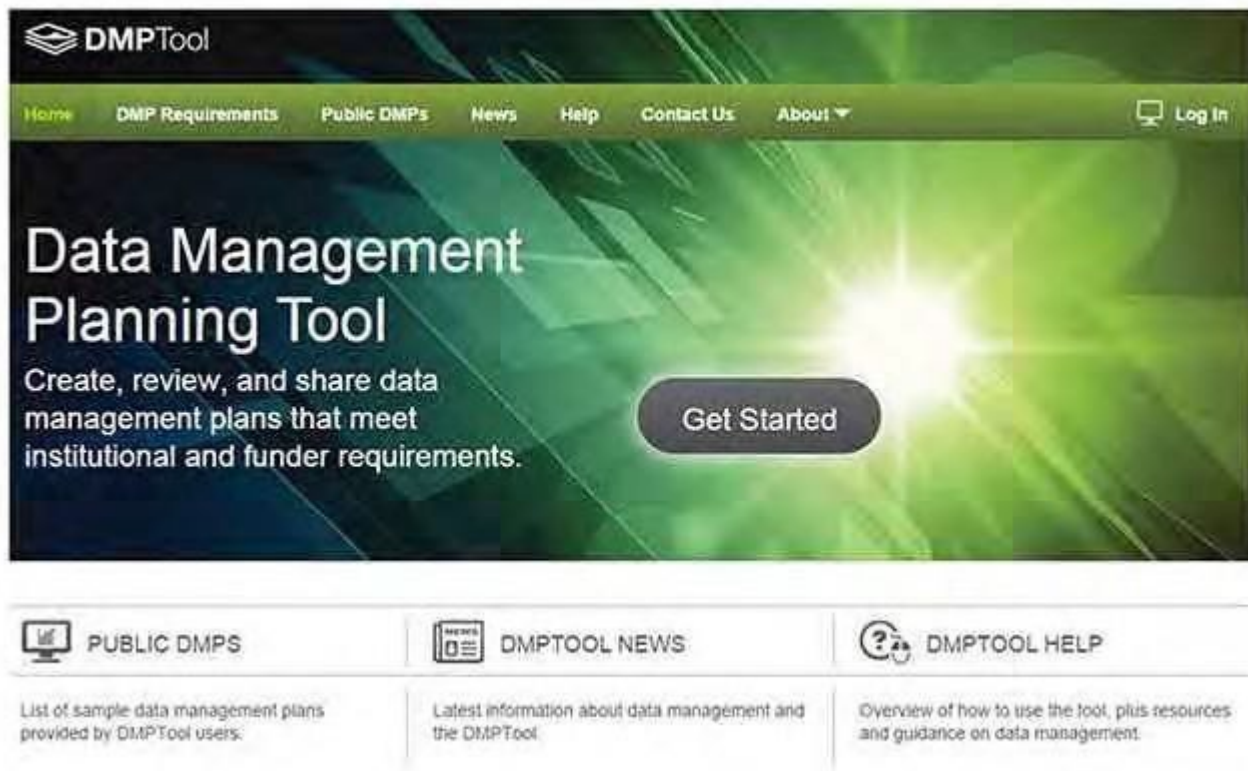 DMPTool
Home DMP Requirements Public DMPs News Help Contact Us About Log In
Data Management
Planning Tool
Create, review, and share data
management plans that meet
institutional and funder requirements.
Get Started
PUBLIC DMPS
List of sample data management plans
provided by DMPTool users.
NEWS
DMPTOOL NEWS
Latest information about data management and
the DMPTool
DMPTOOL HELP
Overview of how to use the tool, plus resources
and guidance on data management.